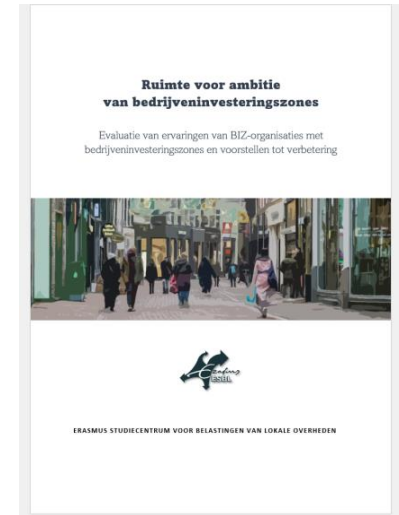 Ruimte voor ambitie
van bedrijveninvesteringszones
Evaluatie van ervaringen van BIZ-organisaties met
bedrijveninvesteringszones en voorstellen tot verbetering
Erasmus
ESBL
ERASMUS STUDIECENTRUM VOOR BELASTINGEN VAN LOKALE OVERHEDEN